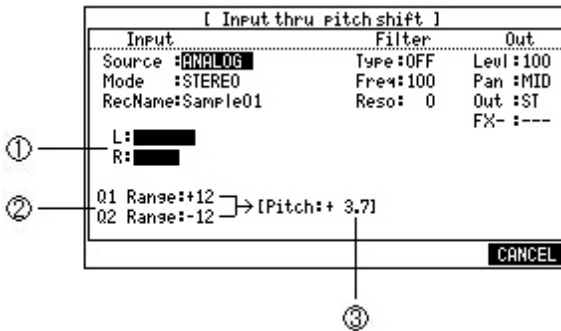 [ Input thru pitch shift ]
Input Filter Out
Source :ANALOG Type:OFF Levl:100
Mode :STEREO Freq:100 Pan :MID
RecName:Sample01 Reso: 0 Out :ST
FX- :---
① L:
R:
② Q1 Range:+12
Q2 Range:-12
[Pitch:+ 3.7]
CANCEL
③